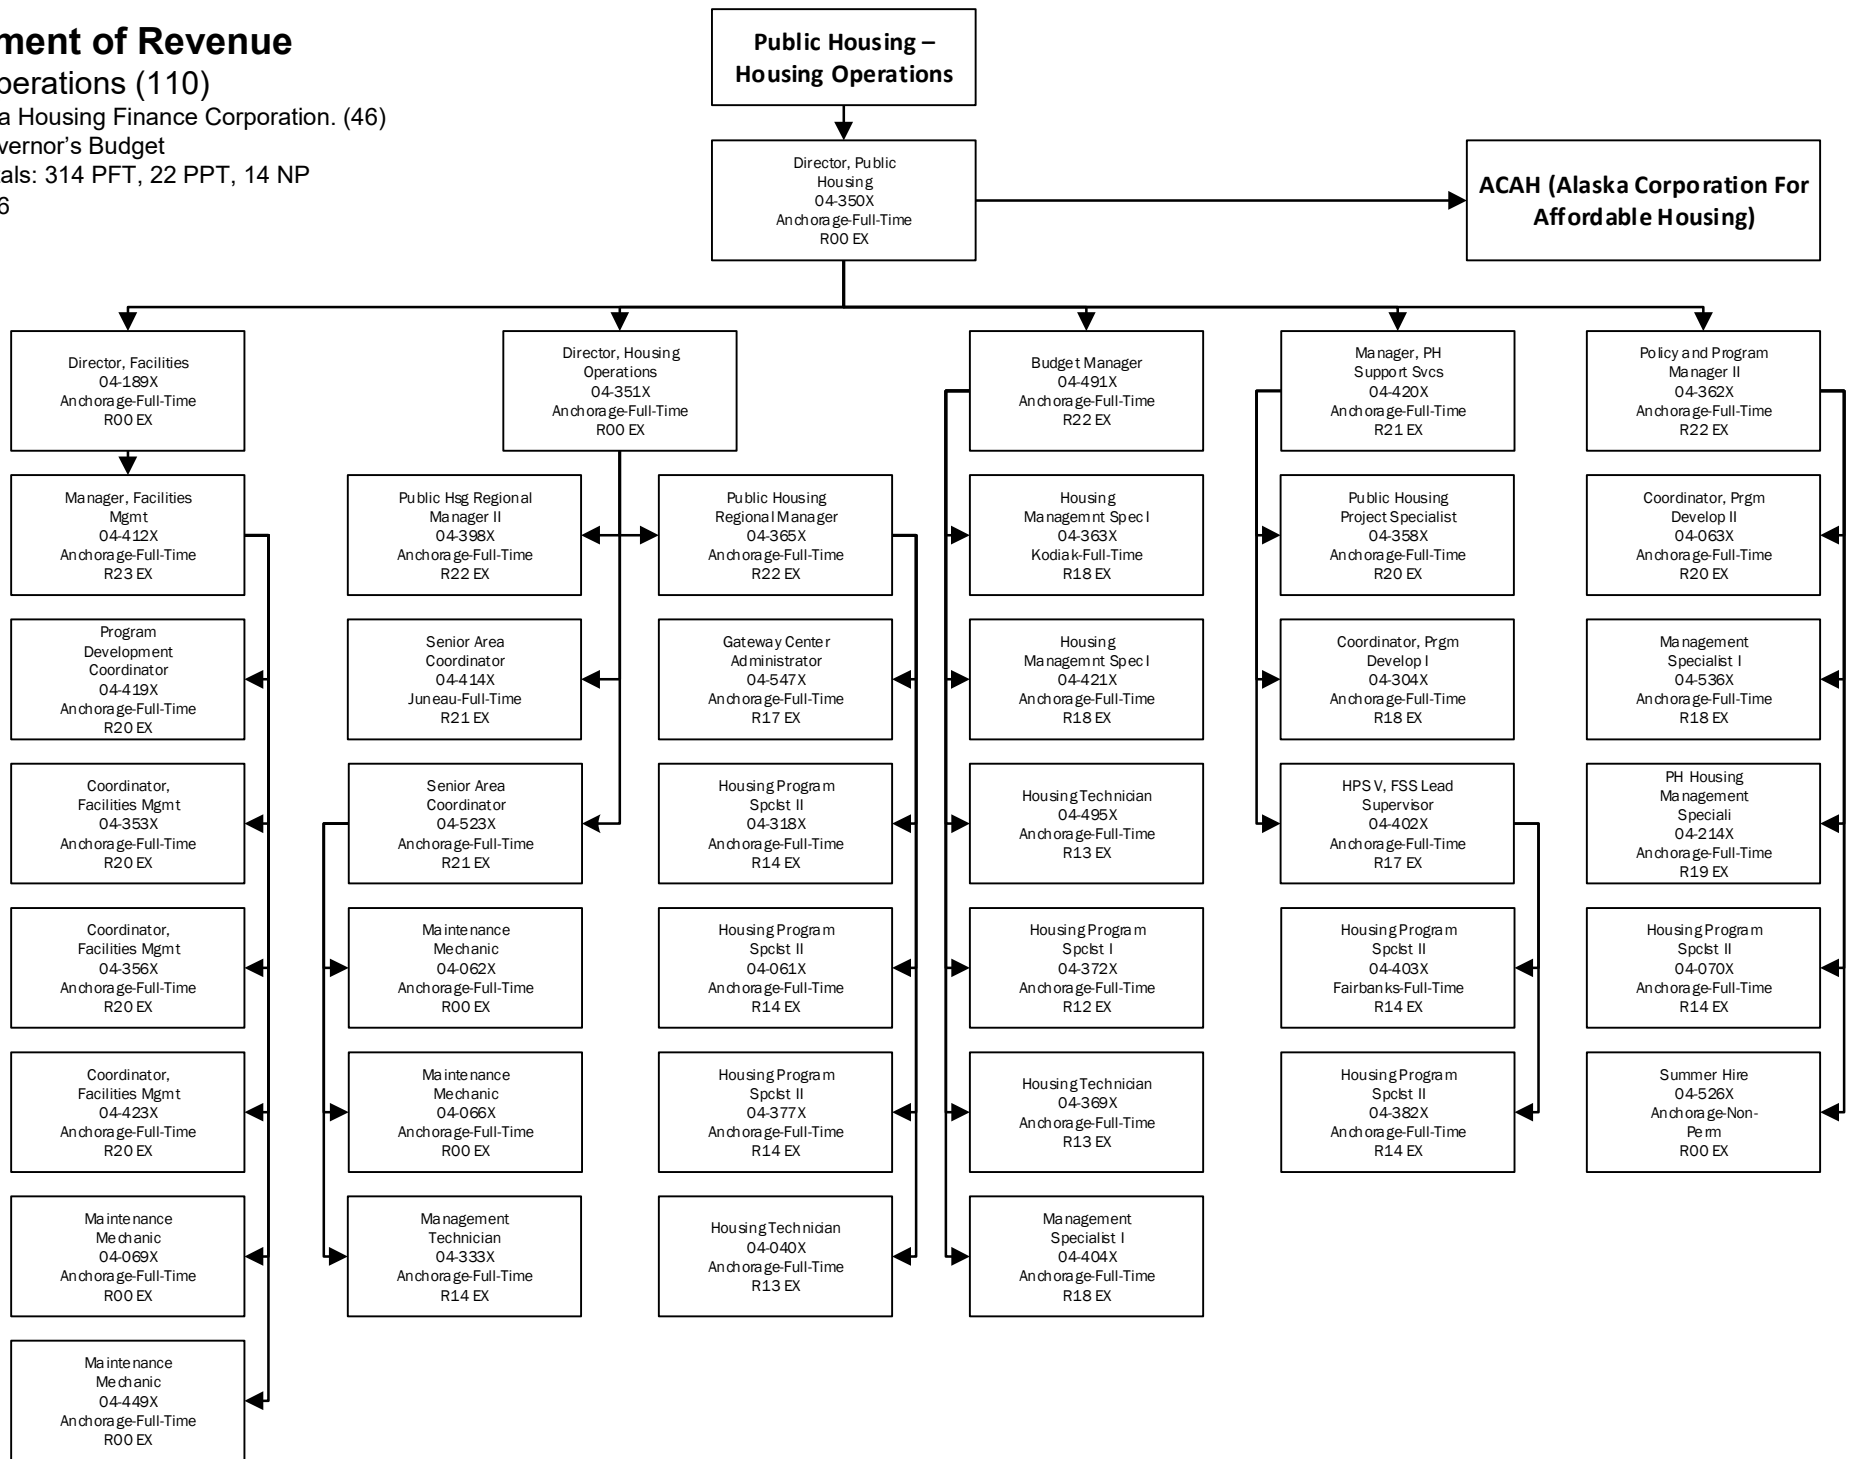 ment of Revenue
perations (110)
a Housing Finance Corporation. (46)
vernor's Budget
als: 314 PFT, 22 PPT, 14 NP
6
Public Housing –
Housing Operations
Director, Public
Housing
04-350X
Anchorage-Full-Time
R00 EX
ACAH (Alaska Corporation For
Affordable Housing)
Director, Facilities
04-189X
Anchorage-Full-Time
R00 EX
Director, Housing
Operations
04-351X
Anchorage-Full-Time
R00 EX
Budget Manager
04-491X
Anchorage-Full-Time
R22 EX
Manager, PH
Support Svcs
04-420X
Anchorage-Full-Time
R21 EX
Policy and Program
Manager II
04-362X
Anchorage-Full-Time
R22 EX
Manager, Facilities
Mgmt
04-412X
Anchorage-Full-Time
R23 EX
Public Hsg Regional
Manager II
04-398X
Anchorage-Full-Time
R22 EX
Public Housing
Regional Manager
04-365X
Anchorage-Full-Time
R22 EX
Housing
Managemnt Spec I
04-363X
Kodiak-Full-Time
R18 EX
Public Housing
Project Specialist
04-358X
Anchorage-Full-Time
R20 EX
Coordinator, Prgm
Develop II
04-063X
Anchorage-Full-Time
R20 EX
Program
Development
Coordinator
04-419X
Anchorage-Full-Time
R20 EX
Senior Area
Coordinator
04-414X
Juneau-Full-Time
R21 EX
Gateway Center
Administrator
04-547X
Anchorage-Full-Time
R17 EX
Housing
Managemnt Spec I
04-421X
Anchorage-Full-Time
R18 EX
Coordinator, Prgm
Develop I
04-304X
Anchorage-Full-Time
R18 EX
Management
Specialist I
04-536X
Anchorage-Full-Time
R18 EX
Coordinator,
Facilities Mgmt
04-353X
Anchorage-Full-Time
R20 EX
Senior Area
Coordinator
04-523X
Anchorage-Full-Time
R21 EX
Housing Program
Spclst II
04-318X
Anchorage-Full-Time
R14 EX
Housing Technician
04-495X
Anchorage-Full-Time
R13 EX
HPS V, FSS Lead
Supervisor
04-402X
Anchorage-Full-Time
R17 EX
PH Housing
Management
Speciali
04-214X
Anchorage-Full-Time
R19 EX
Coordinator,
Facilities Mgmt
04-356X
Anchorage-Full-Time
R20 EX
Maintenance
Mechanic
04-062X
Anchorage-Full-Time
R00 EX
Housing Program
Spclst II
04-061X
Anchorage-Full-Time
R14 EX
Housing Program
Spclst I
04-372X
Anchorage-Full-Time
R12 EX
Housing Program
Spclst II
04-403X
Fairbanks-Full-Time
R14 EX
Housing Program
Spclst II
04-070X
Anchorage-Full-Time
R14 EX
Coordinator,
Facilities Mgmt
04-423X
Anchorage-Full-Time
R20 EX
Maintenance
Mechanic
04-066X
Anchorage-Full-Time
R00 EX
Housing Program
Spclst II
04-377X
Anchorage-Full-Time
R14 EX
Housing Technician
04-369X
Anchorage-Full-Time
R13 EX
Housing Program
Spclst II
04-382X
Anchorage-Full-Time
R14 EX
Summer Hire
04-526X
Anchorage-Non-
Perm
R00 EX
Maintenance
Mechanic
04-069X
Anchorage-Full-Time
R00 EX
Management
Technician
04-333X
Anchorage-Full-Time
R14 EX
Housing Technician
04-040X
Anchorage-Full-Time
R13 EX
Management
Specialist I
04-404X
Anchorage-Full-Time
R18 EX
Maintenance
Mechanic
04-449X
Anchorage-Full-Time
R00 EX